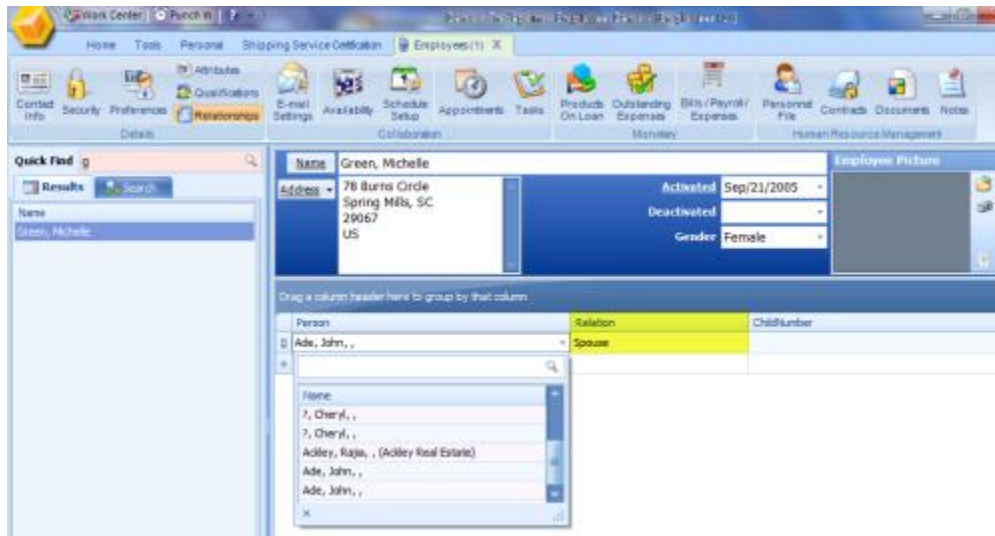 Work Center Punch In ?
Home Tools Personal Shipping Service Certification Employees(1) X
Contact Info Security Preferences Attributes Qualifications Relationships
E-mail Settings Availability Schedule Setup Appointments Tasks
Products On Loan Outstanding Expenses Bills/Payroll/ Expenses
Personnel File Contracts Documents Notes
Details Collaboration Monetary Human Resource Management
Quick Find g
Results Search
Name
Green, Michelle
Name Green, Michelle
Address 78 Burns Circle
Spring Mills, SC
29067
US
Activated Sep/21/2005
Deactivated
Gender Female
Employee Picture
Drag a column header here to group by that column
Person Relation ChildNumber
Ade, John, , Spouse
Name
?, Cheryl, ,
?, Cheryl, ,
Ackley, Rajia, , (Ackley Real Estate)
Ade, John, ,
Ade, John, ,